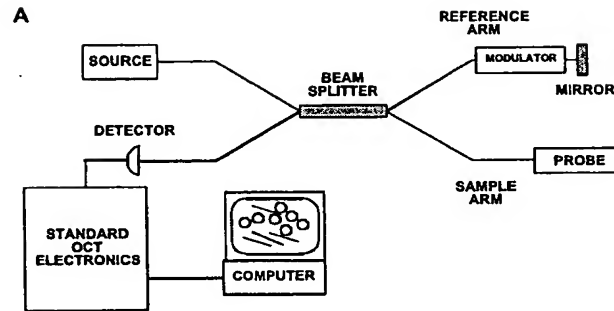 A
SOURCE
BEAM
SPLITTER
REFERENCE
ARM
MODULATOR
MIRROR
DETECTOR
PROBE
SAMPLE
ARM
STANDARD
OCT
ELECTRONICS
COMPUTER